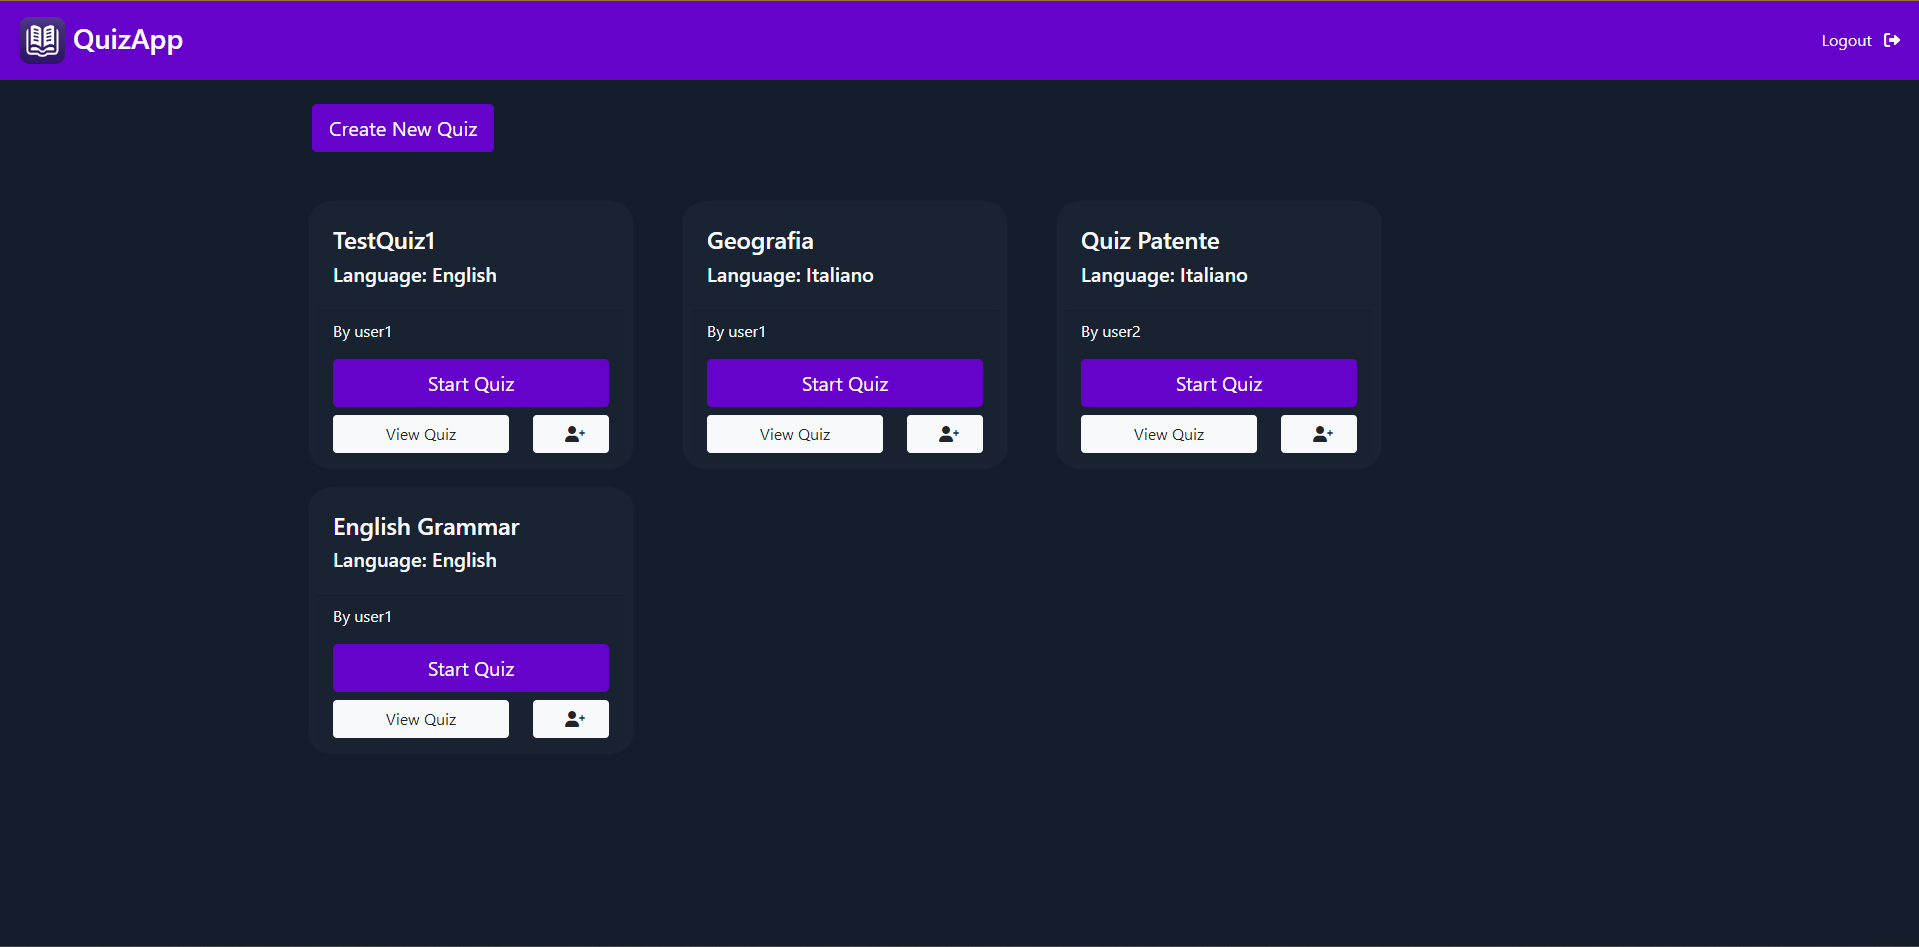 QuizApp
Logout
Create New Quiz
TestQuiz1
Language: English
By user1
Start Quiz
View Quiz
Geografia
Language: Italiano
By user1
Start Quiz
View Quiz
Quiz Patente
Language: Italiano
By user2
Start Quiz
View Quiz
English Grammar
Language: English
By user1
Start Quiz
View Quiz